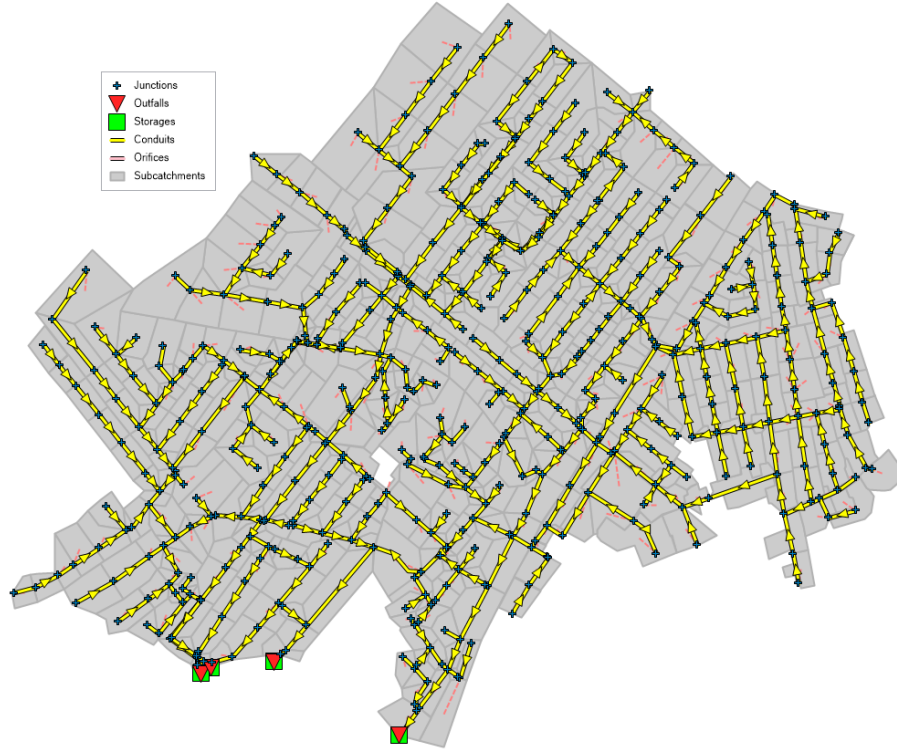 Junctions
Outfalls
Storages
Conduits
Orifices
Subcatchments